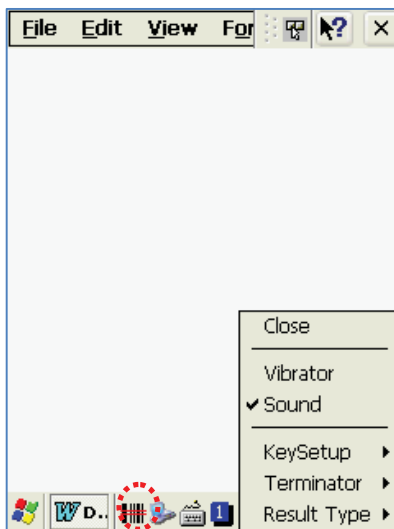 File Edit View For
Close
Vibrator
Sound
KeySetup
Terminator
Result Type
D.. 1